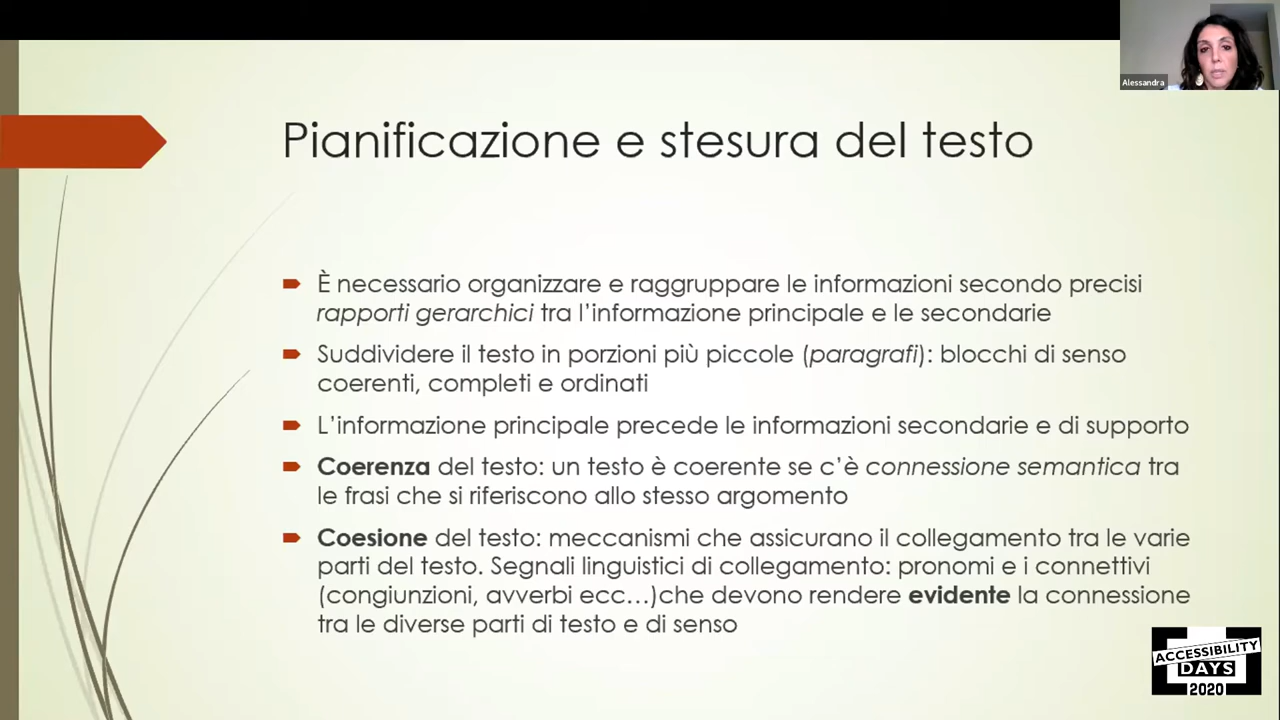 Alessandra
Pianificazione e stesura del testo
È necessario organizzare e raggruppare le informazioni secondo precisi
rapporti gerarchici tra l’informazione principale e le secondarie
Suddividere il testo in porzioni più piccole (paragrafi): blocchi di senso
coerenti, completi e ordinati
L’informazione principale precede le informazioni secondarie e di supporto
Coerenza del testo: un testo è coerente se c’è connessione semantica tra
le frasi che si riferiscono allo stesso argomento
Coesione del testo: meccanismi che assicurano il collegamento tra le varie
parti del testo. Segnali linguistici di collegamento: pronomi e i connettivi
(congiunzioni, avverbi ecc…)che devono rendere evidente la connessione
tra le diverse parti di testo e di senso
ACCESSIBILITY
DAYS
2020